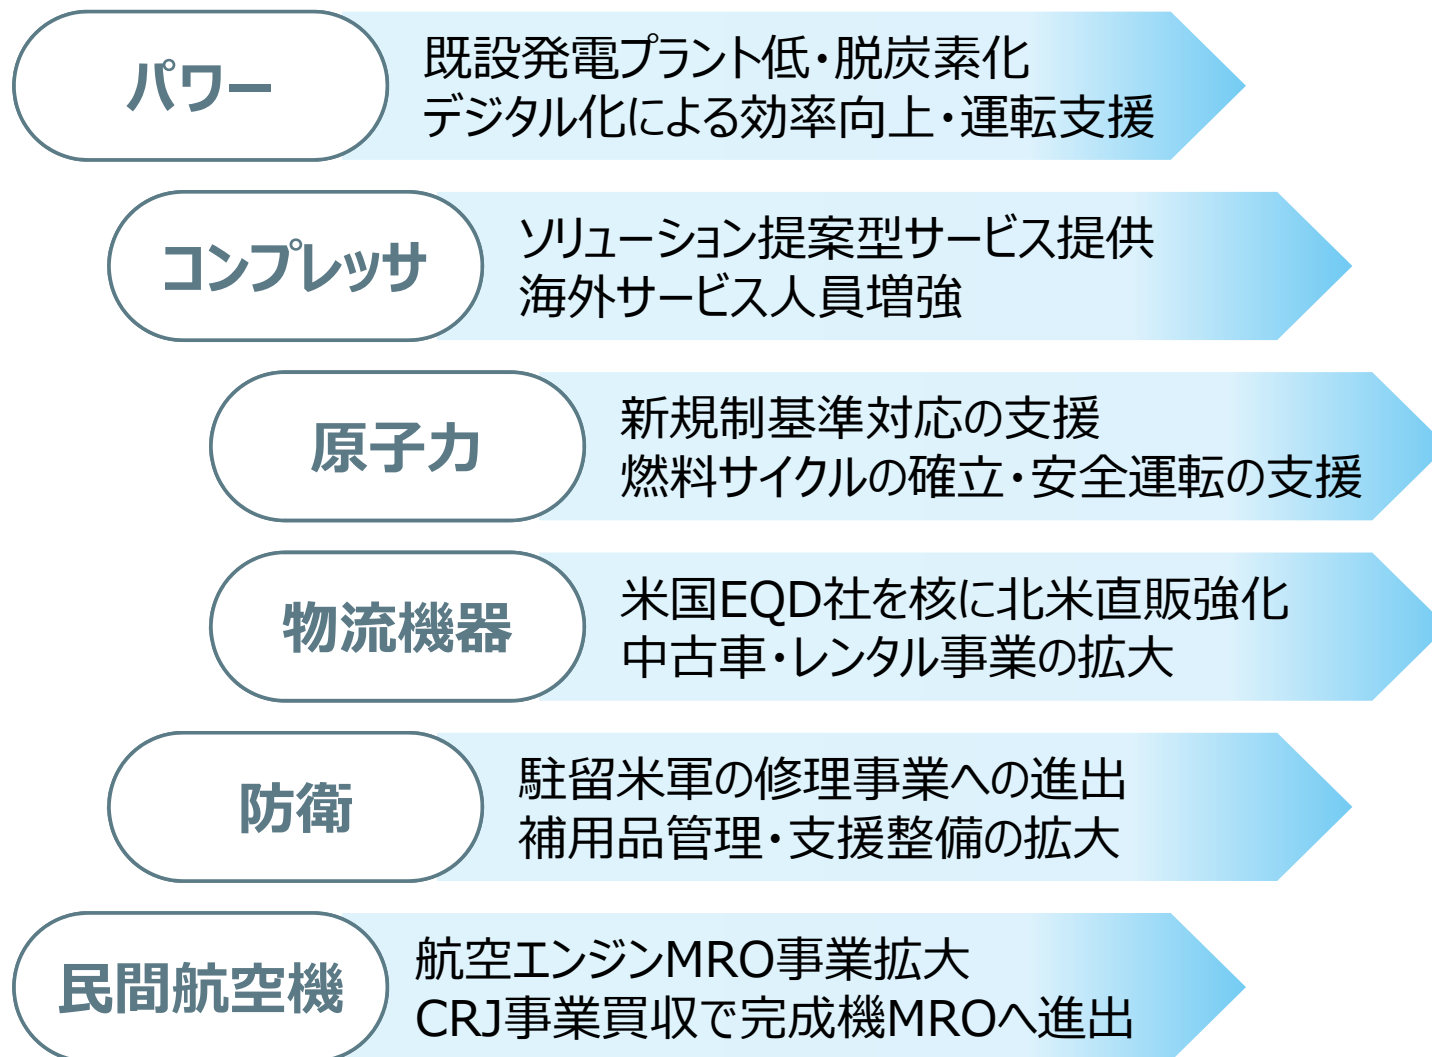 パワー
既設発電プラント低・脱炭素化
デジタル化による効率向上・運転支援
コンプレッサ
ソリューション提案型サービス提供
海外サービス人員増強
原子力
新規制基準対応の支援
燃料サイクルの確立・安全運転の支援
物流機器
米国EQD社を核に北米直販強化
中古車・レンタル事業の拡大
防衛
駐留米軍の修理事業への進出
補用品管理・支援整備の拡大
民間航空機
航空エンジンMRO事業拡大
CRJ事業買収で完成機MROへ進出